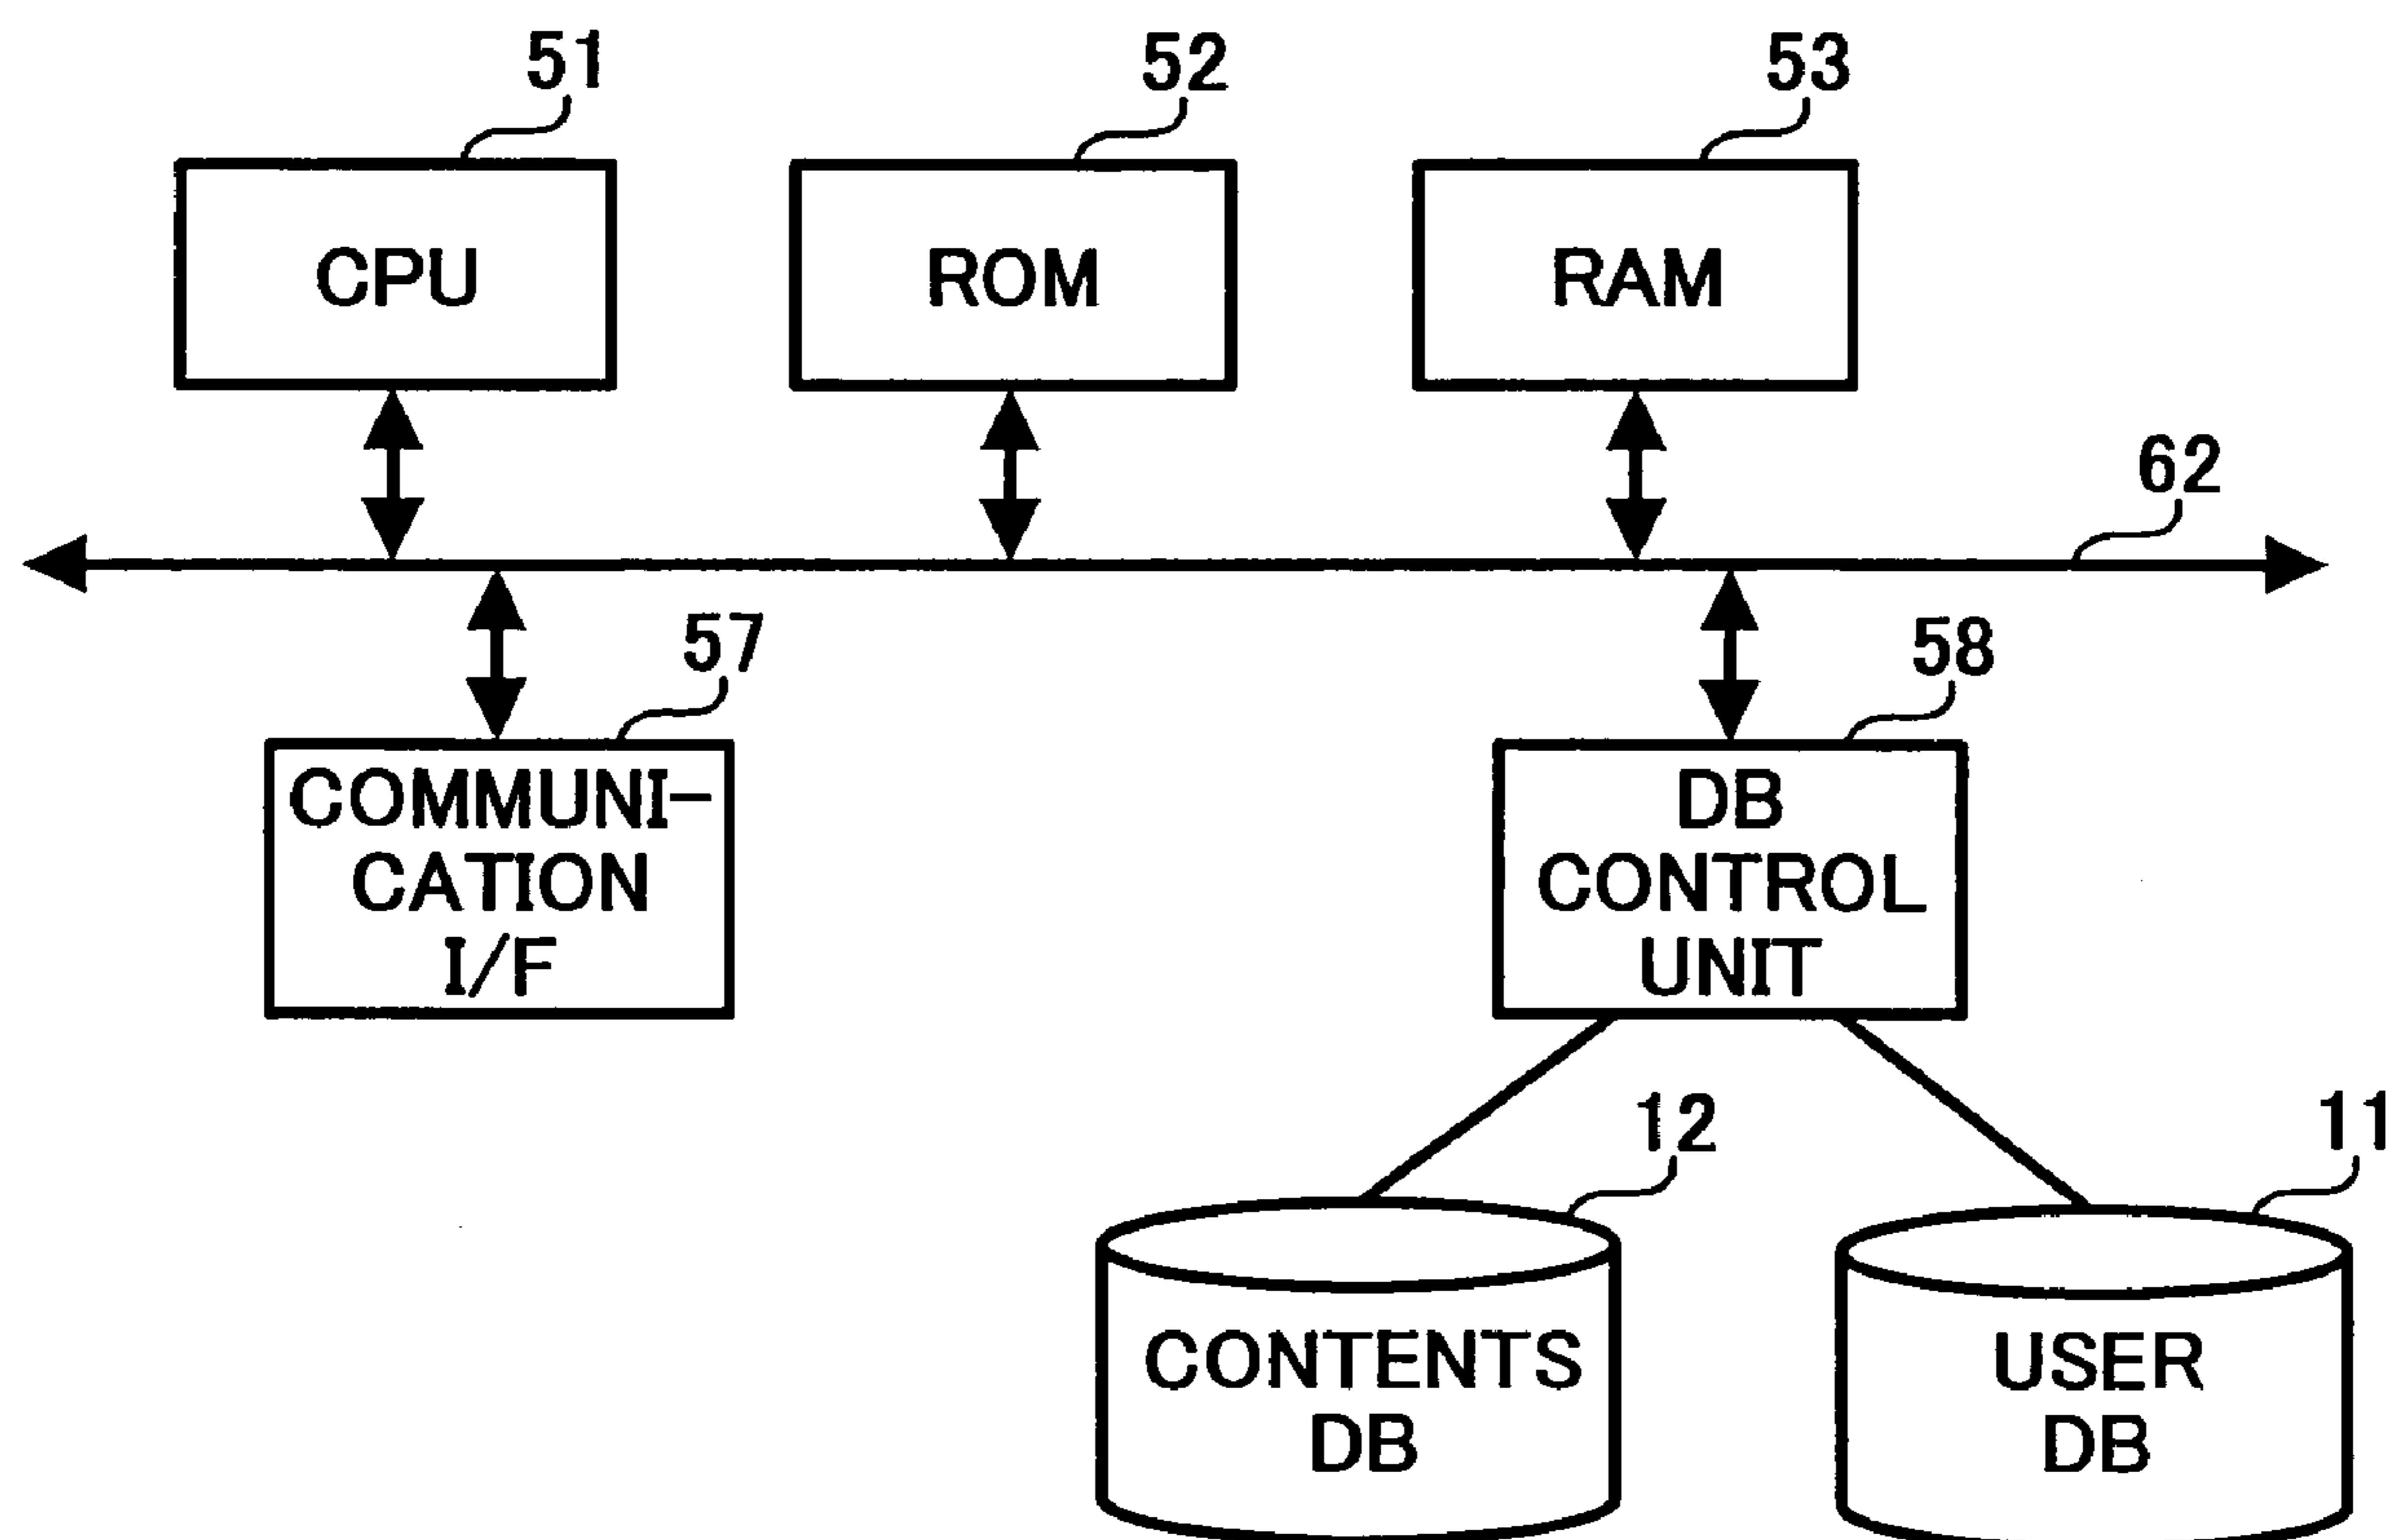 51
52
53
CPU
ROM
RAM
62
57
58
COMMUNI-
CATION
I/F
DB
CONTROL
UNIT
12
11
CONTENTS
DB
USER
DB